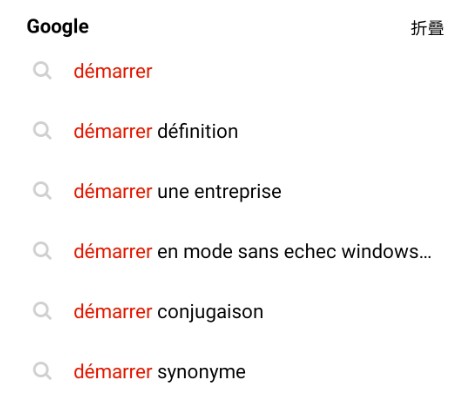 Google 折叠
démarrer
démarrer définition
démarrer une entreprise
démarrer en mode sans echec windows...
démarrer conjugaison
démarrer synonyme